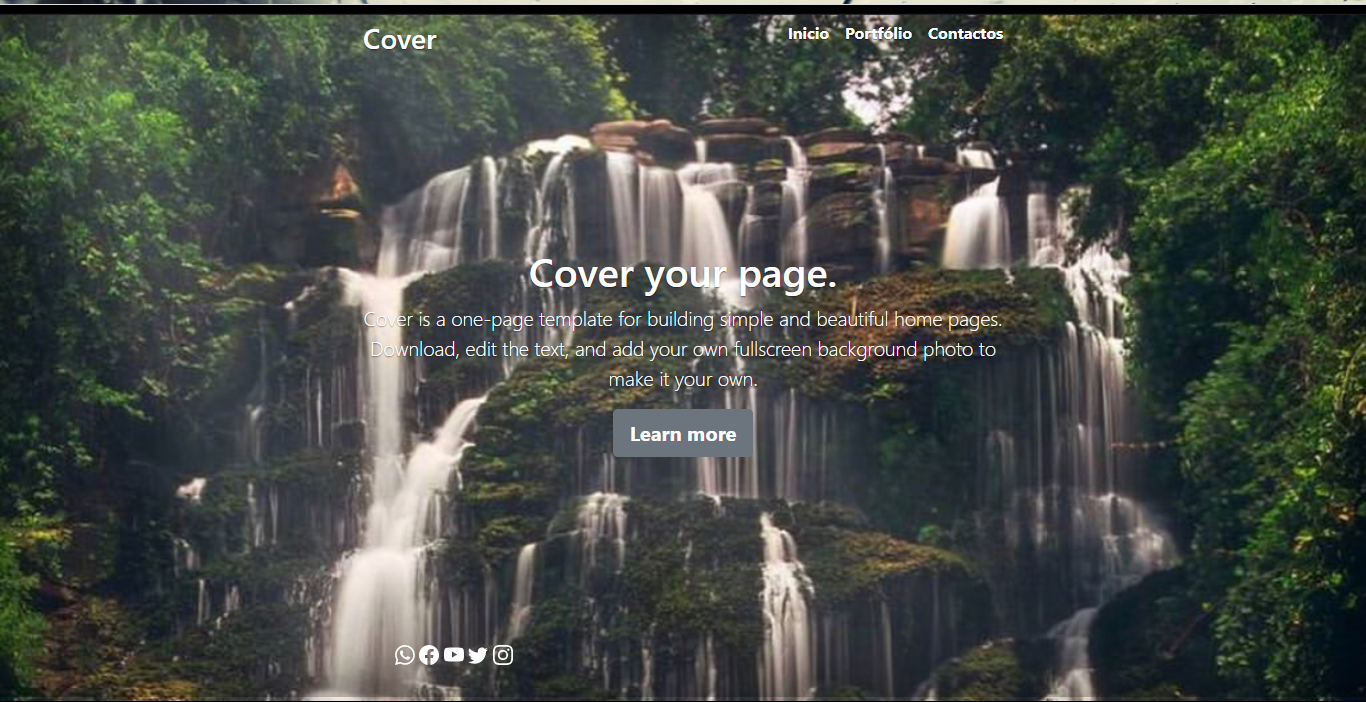 Cover
Inicio Portfólio Contactos
Cover your page.
Cover is a one-page template for building simple and beautiful home pages.
Download, edit the text, and add your own fullscreen background photo to
make it your own.
Learn more